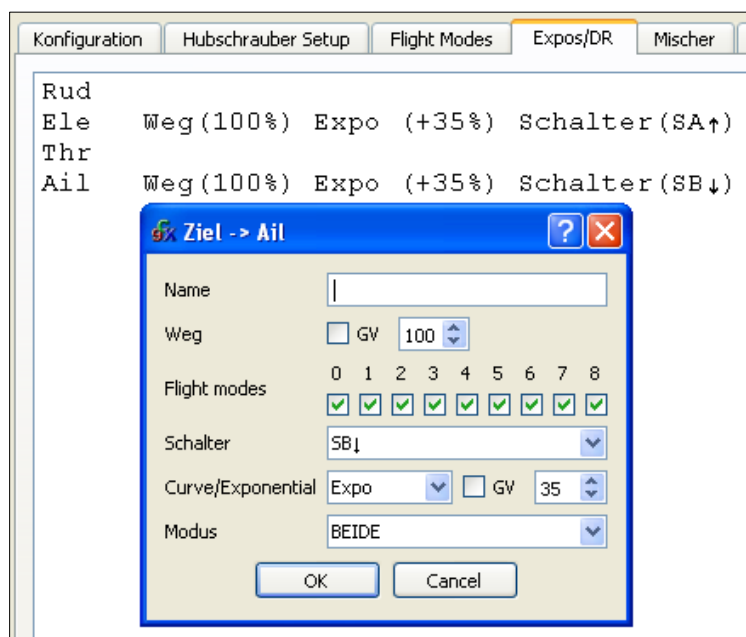 Konfiguration Hubschrauber Setup Flight Modes Expos/DR Mischer
Rud
Ele Weg(100%) Expo (+35%) Schalter(SA↑)
Thr
Ail Weg(100%) Expo (+35%) Schalter(SB↓)
Ziel -> Ail
Name
Weg GV 100
0 1 2 3 4 5 6 7 8
Flight modes
Schalter SB↓
Curve/Exponential Expo GV 35
Modus BEIDE
OK Cancel